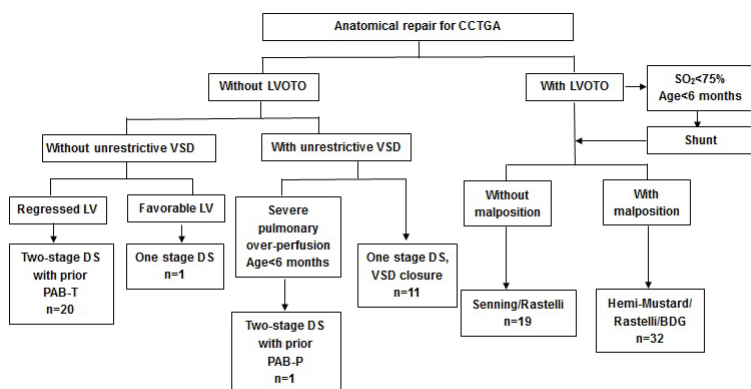 Anatomical repair for CCTGA
Without LVOTO
With LVOTO
SO₂<75%
Age<6 months
Shunt
Without unrestrictive VSD
With unrestrictive VSD
Regressed LV
Favorable LV
Severe
pulmonary
over-perfusion
Age<6 months
Without
malposition
With
malposition
Two-stage DS
with prior
PAB-T
n=20
One stage DS
n=1
One stage DS,
VSD closure
n=11
Senning/Rastelli
n=19
Hemi-Mustard/
Rastelli/BDG
n=32
Two-stage DS
with prior
PAB-P
n=1